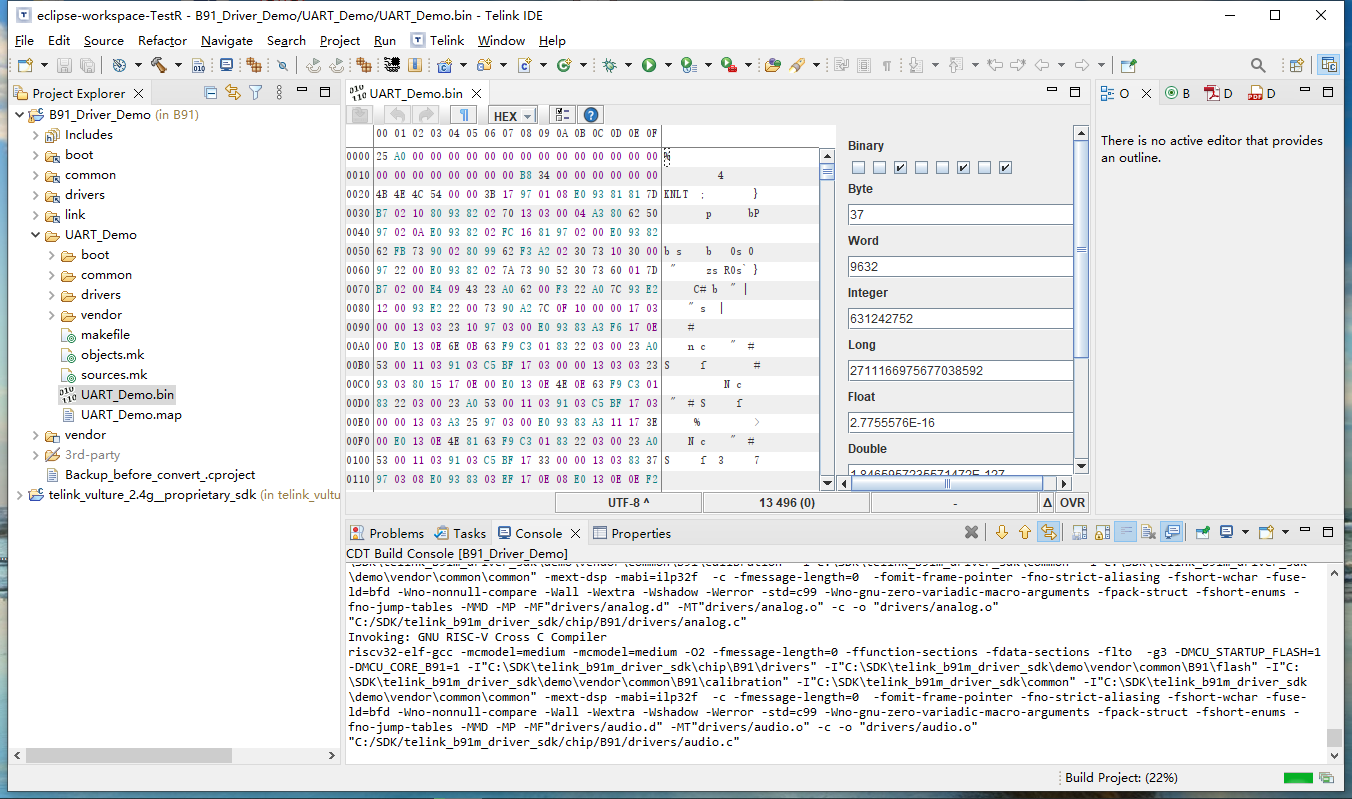 eclipse-workspace-TestR - B91_Driver_Demo/UART_Demo/UART_Demo.bin - Telink IDE
File Edit Source Refactor Navigate Search Project Run Telink Window Help
Project Explorer
B91_Driver_Demo (in B91)
Includes
boot
common
drivers
link
UART_Demo
boot
common
drivers
vendor
makefile
objects.mk
sources.mk
UART_Demo.bin
UART_Demo.map
vendor
3rd-party
Backup_before_convert_.cproject
telink_vulture_2.4g__proprietary_sdk (in telink_vultu
UART_Demo.bin
HEX
00 01 02 03 04 05 06 07 08 09 0A 0B 0C 0D 0E 0F
0000 25 A0 00 00 00 00 00 00 00 00 00 00 00 00 00 00 %
0010 00 00 00 00 00 00 00 00 B8 34 00 00 00 00 00 00 4
0020 4B 4E 4C 54 00 00 3B 17 97 01 08 E0 93 81 81 7D KNLT ; }
0030 B7 02 10 80 93 82 02 70 13 03 00 04 A3 80 62 50 p bP
0040 97 02 0A E0 93 82 02 FC 16 81 97 02 00 E0 93 82
0050 62 FB 73 90 02 80 99 62 F3 A2 02 30 73 10 30 00 b s b 0s 0
0060 97 22 00 E0 93 82 02 7A 73 90 52 30 73 60 01 7D " zs R0s` }
0070 B7 02 00 E4 09 43 23 A0 62 00 F3 22 A0 7C 93 E2 C# b " |
0080 12 00 93 E2 22 00 73 90 A2 7C 0F 10 00 00 17 03 " s |
0090 00 00 13 03 23 10 97 03 00 E0 93 83 A3 F6 17 0E #
00A0 00 E0 13 0E 6E 0B 63 F9 C3 01 83 22 03 00 23 A0 n c " #
00B0 53 00 11 03 91 03 C5 BF 17 03 00 00 13 03 03 23 S f #
00C0 93 03 80 15 17 0E 00 E0 13 0E 4E 0E 63 F9 C3 01 N c
00D0 83 22 03 00 23 A0 53 00 11 03 91 03 C5 BF 17 03 " # S f
00E0 00 00 13 03 A3 25 97 03 00 E0 93 83 A3 11 17 3E % >
00F0 00 E0 13 0E 4E 81 63 F9 C3 01 83 22 03 00 23 A0 N c " #
0100 53 00 11 03 91 03 C5 BF 17 33 00 00 13 03 83 37 S f 3 7
0110 97 03 08 E0 93 83 03 EF 17 0E 08 E0 13 0E 0E F2
UTF-8 ^ 13 496 (0) - Δ OVR
Binary
Byte
37
Word
9632
Integer
631242752
Long
2711166975677038592
Float
2.7755576E-16
Double
1.8465957235571472E-127
O B D D
There is no active editor that provides
an outline.
Problems Tasks Console Properties
CDT Build Console [B91_Driver_Demo]
\SDK\telink_b91m_driver_sdk\demo\vendor\common\B91\calibration" -I"C:\SDK\telink_b91m_driver_sdk\common" -I"C:\SDK\telink_b91m_driver_sdk
\demo\vendor\common\common" -mext-dsp -mabi=ilp32f -c -fmessage-length=0 -fomit-frame-pointer -fno-strict-aliasing -fshort-wchar -fuse-
ld=bfd -Wno-nonnull-compare -Wall -Wextra -Wshadow -Werror -std=c99 -Wno-gnu-zero-variadic-macro-arguments -fpack-struct -fshort-enums -
fno-jump-tables -MMD -MP -MF"drivers/analog.d" -MT"drivers/analog.o" -c -o "drivers/analog.o"
"C:/SDK/telink_b91m_driver_sdk/chip/B91/drivers/analog.c"
Invoking: GNU RISC-V Cross C Compiler
riscv32-elf-gcc -mcmodel=medium -mcmodel=medium -O2 -fmessage-length=0 -ffunction-sections -fdata-sections -flto -g3 -DMCU_STARTUP_FLASH=1
-DMCU_CORE_B91=1 -I"C:\SDK\telink_b91m_driver_sdk\chip\B91\drivers" -I"C:\SDK\telink_b91m_driver_sdk\demo\vendor\common\B91\flash" -I"C:
\SDK\telink_b91m_driver_sdk\demo\vendor\common\B91\calibration" -I"C:\SDK\telink_b91m_driver_sdk\common" -I"C:\SDK\telink_b91m_driver_sdk
\demo\vendor\common\common" -mext-dsp -mabi=ilp32f -c -fmessage-length=0 -fomit-frame-pointer -fno-strict-aliasing -fshort-wchar -fuse-
ld=bfd -Wno-nonnull-compare -Wall -Wextra -Wshadow -Werror -std=c99 -Wno-gnu-zero-variadic-macro-arguments -fpack-struct -fshort-enums -
fno-jump-tables -MMD -MP -MF"drivers/audio.d" -MT"drivers/audio.o" -c -o "drivers/audio.o"
"C:/SDK/telink_b91m_driver_sdk/chip/B91/drivers/audio.c"
Build Project: (22%)